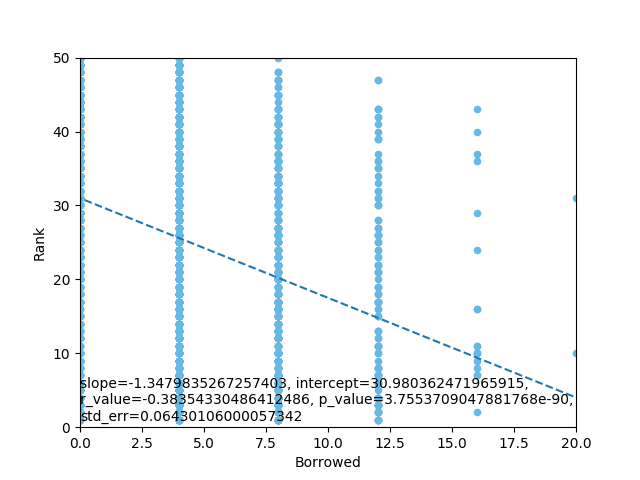 50
40
Rank
30
20
10
slope=-1.3479835267257403, intercept=30.980362471965915,
r_value=-0.38354330486412486, p_value=3.7553709047881768e-90,
std_err=0.06430106000057342
0
0.0 2.5 5.0 7.5 10.0 12.5 15.0 17.5 20.0
Borrowed